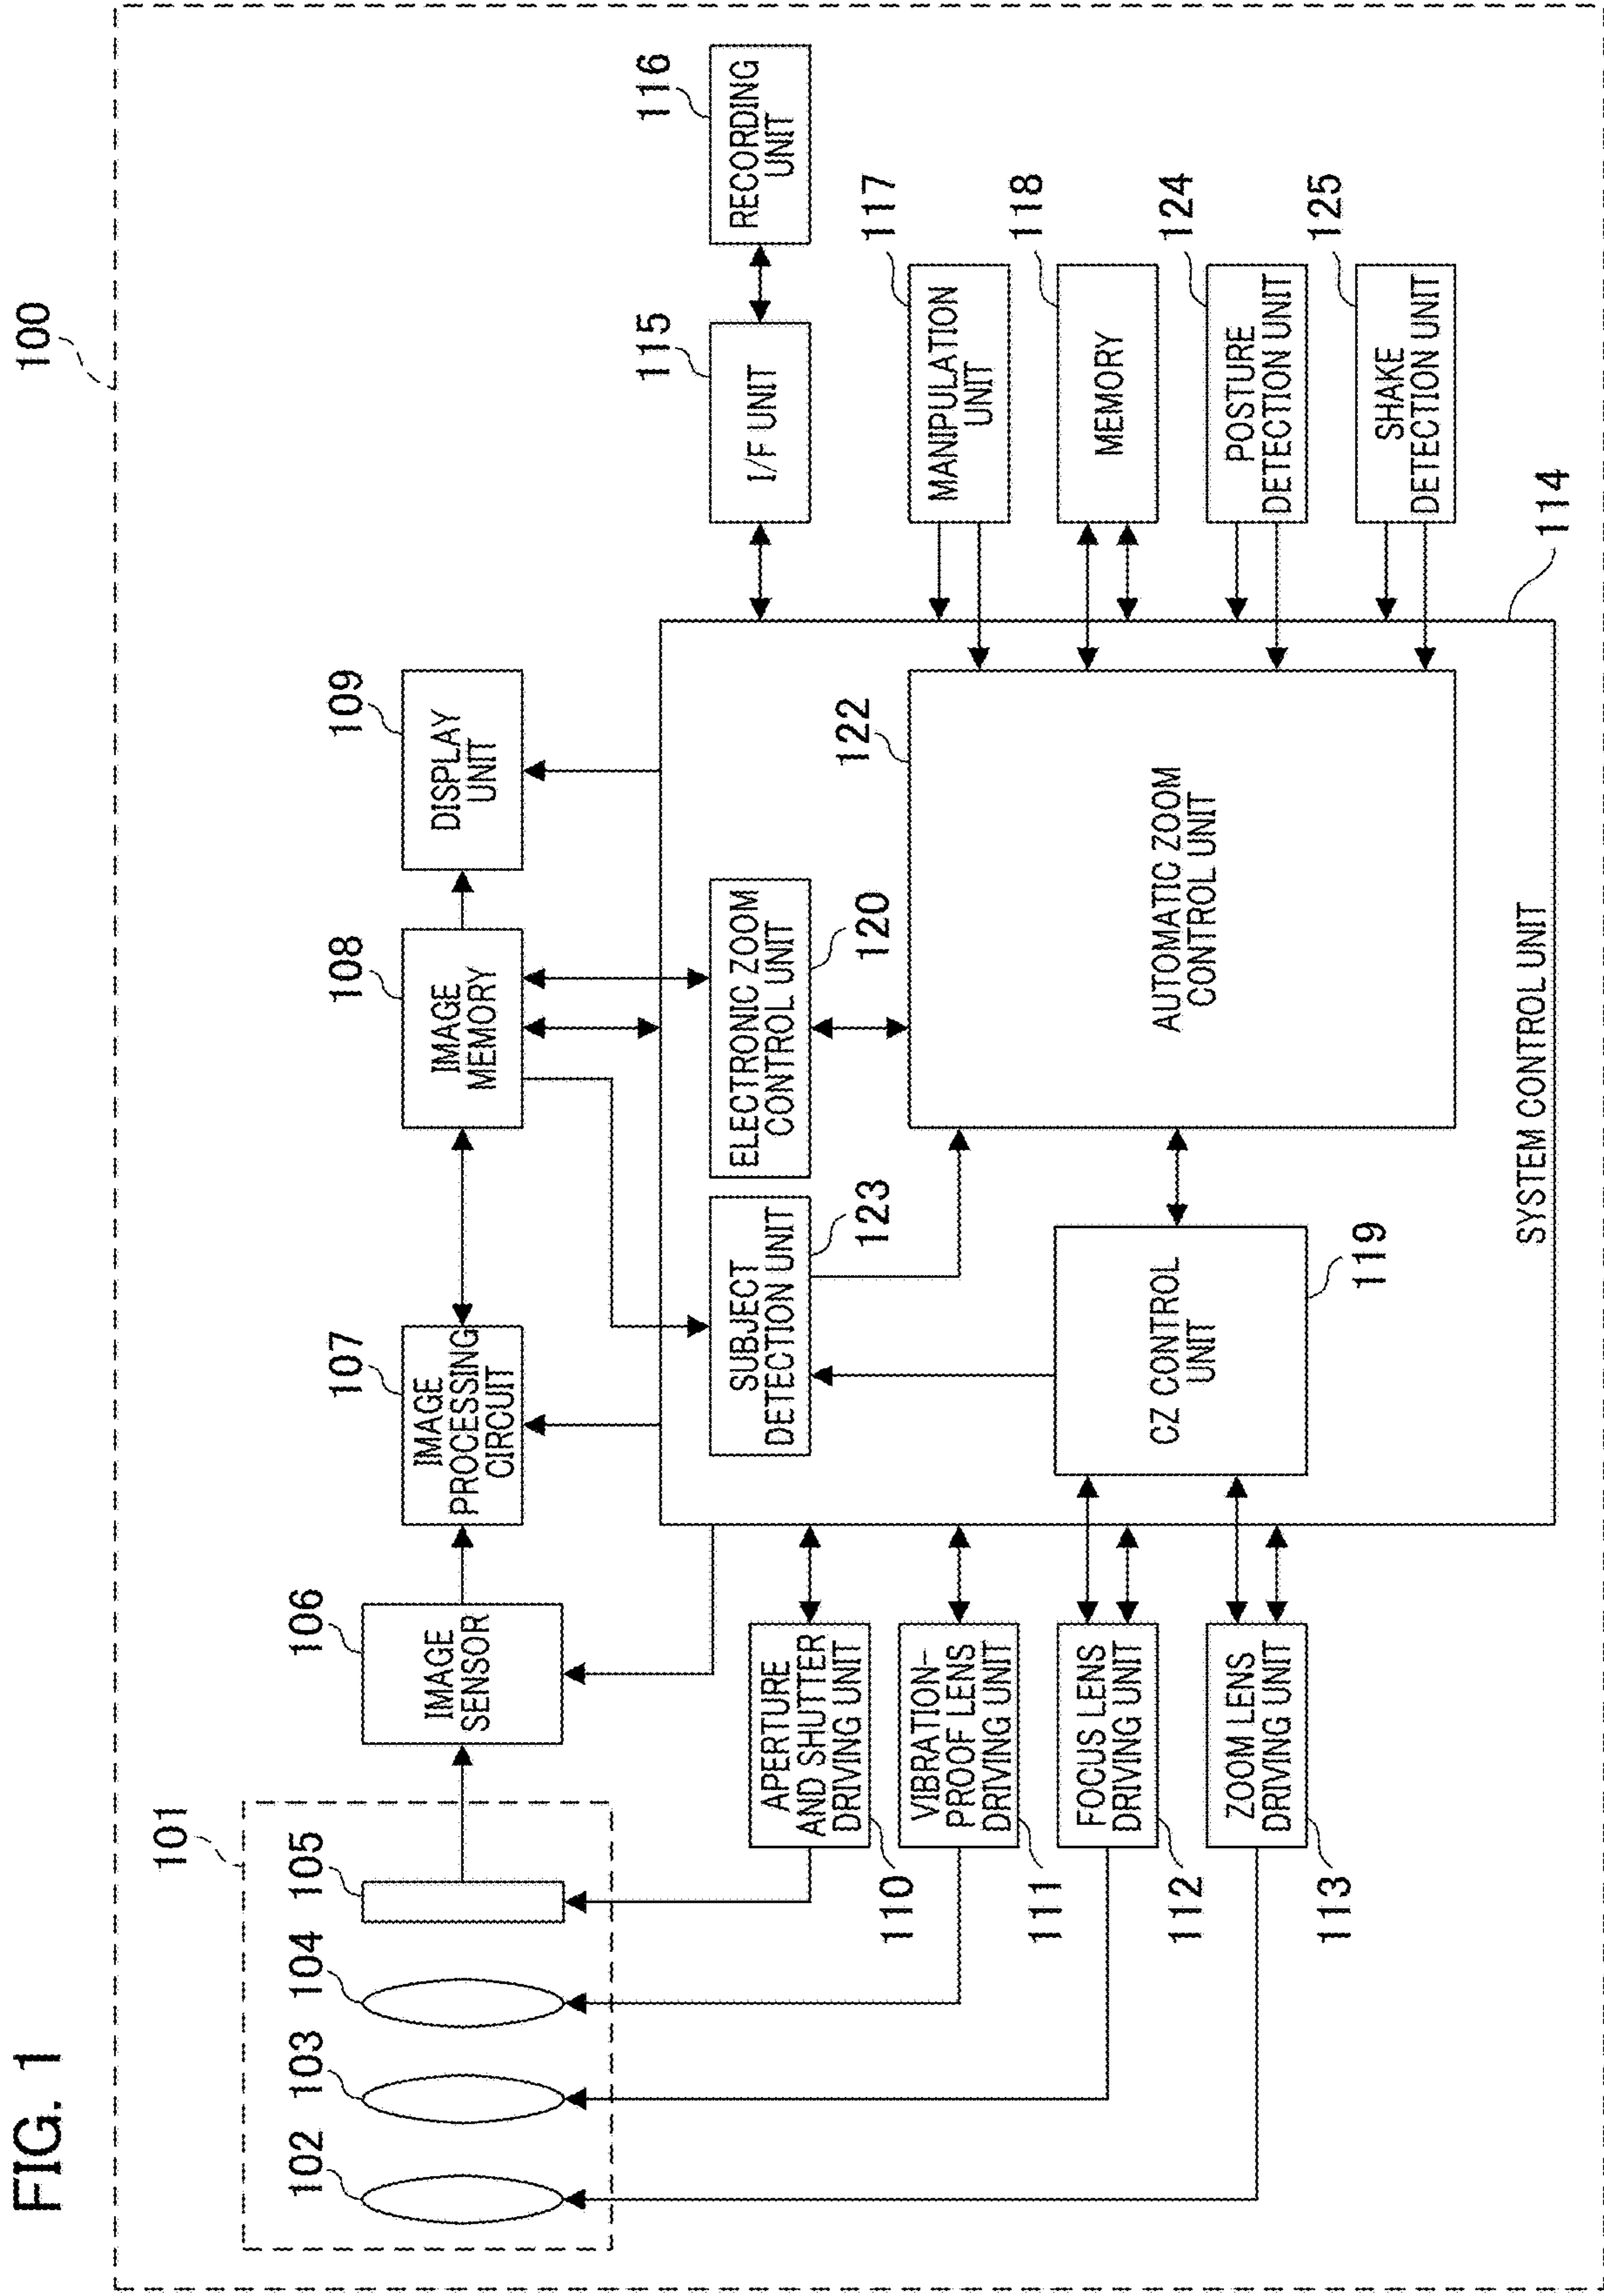 FIG. 1
100
101
102
103
104
105
106
IMAGE
SENSOR
107
IMAGE
PROCESSING
CIRCUIT
108
IMAGE
MEMORY
109
DISPLAY
UNIT
APERTURE
AND SHUTTER
DRIVING UNIT
110
VIBRATION-
PROOF LENS
DRIVING UNIT
111
FOCUS LENS
DRIVING UNIT
112
ZOOM LENS
DRIVING UNIT
113
SUBJECT
DETECTION UNIT
123
ELECTRONIC ZOOM
CONTROL UNIT
120
CZ CONTROL
UNIT
119
122
AUTOMATIC ZOOM
CONTROL UNIT
SYSTEM CONTROL UNIT
114
115
I/F UNIT
116
RECORDING
UNIT
117
MANIPULATION
UNIT
118
MEMORY
124
POSTURE
DETECTION UNIT
125
SHAKE
DETECTION UNIT